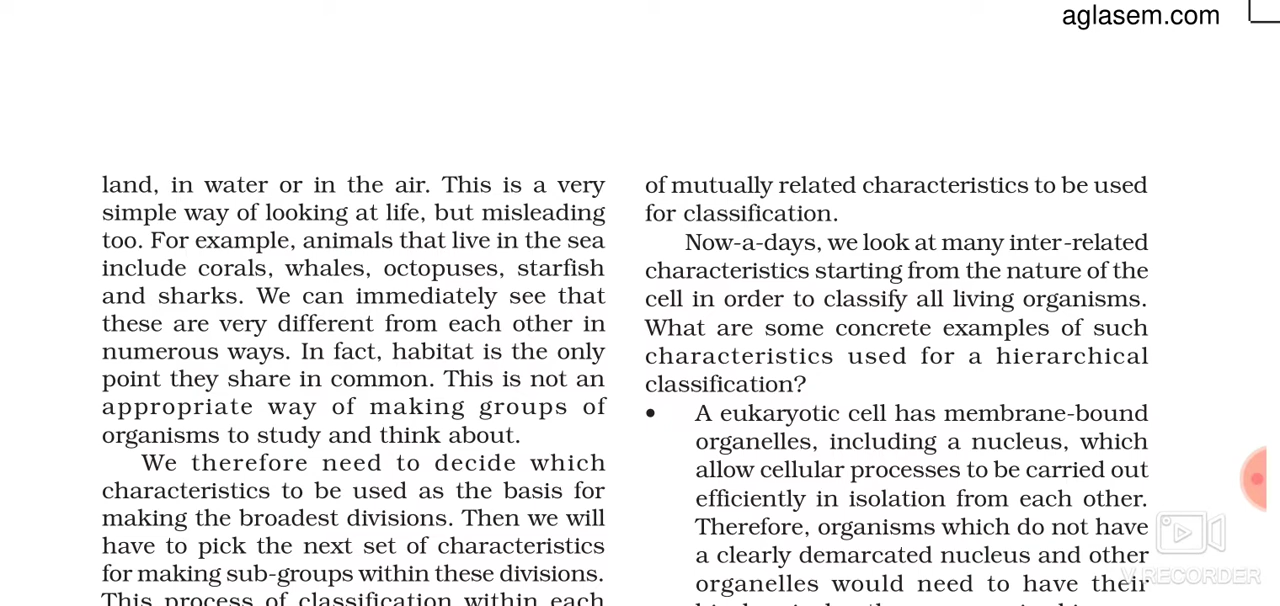 aglasem.com
land, in water or in the air. This is a very
simple way of looking at life, but misleading
too. For example, animals that live in the sea
include corals, whales, octopuses, starfish
and sharks. We can immediately see that
these are very different from each other in
numerous ways. In fact, habitat is the only
point they share in common. This is not an
appropriate way of making groups of
organisms to study and think about.
We therefore need to decide which
characteristics to be used as the basis for
making the broadest divisions. Then we will
have to pick the next set of characteristics
for making sub-groups within these divisions.
This process of classification within each
of mutually related characteristics to be used
for classification.
Now-a-days, we look at many inter-related
characteristics starting from the nature of the
cell in order to classify all living organisms.
What are some concrete examples of such
characteristics used for a hierarchical
classification?
• A eukaryotic cell has membrane-bound
organelles, including a nucleus, which
allow cellular processes to be carried out
efficiently in isolation from each other.
Therefore, organisms which do not have
a clearly demarcated nucleus and other
organelles would need to have their
V RECORDER